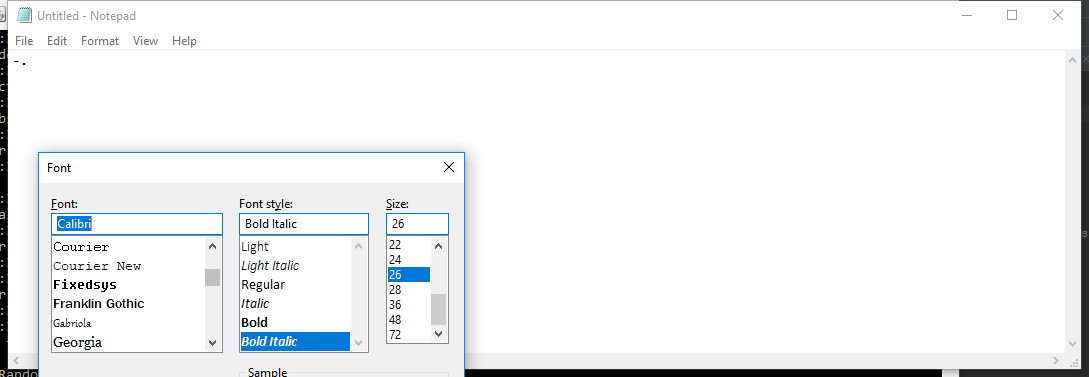 Untitled - Notepad
File Edit Format View Help
-.
Font
Font: Font style: Size:
Calibri Bold Italic 26
Courier Light 22
Courier New Light Italic 24
Fixedsys Regular 26
Franklin Gothic Italic 28
Gabriola Bold 36
Georgia Bold Italic 48
72
Sample
Rando